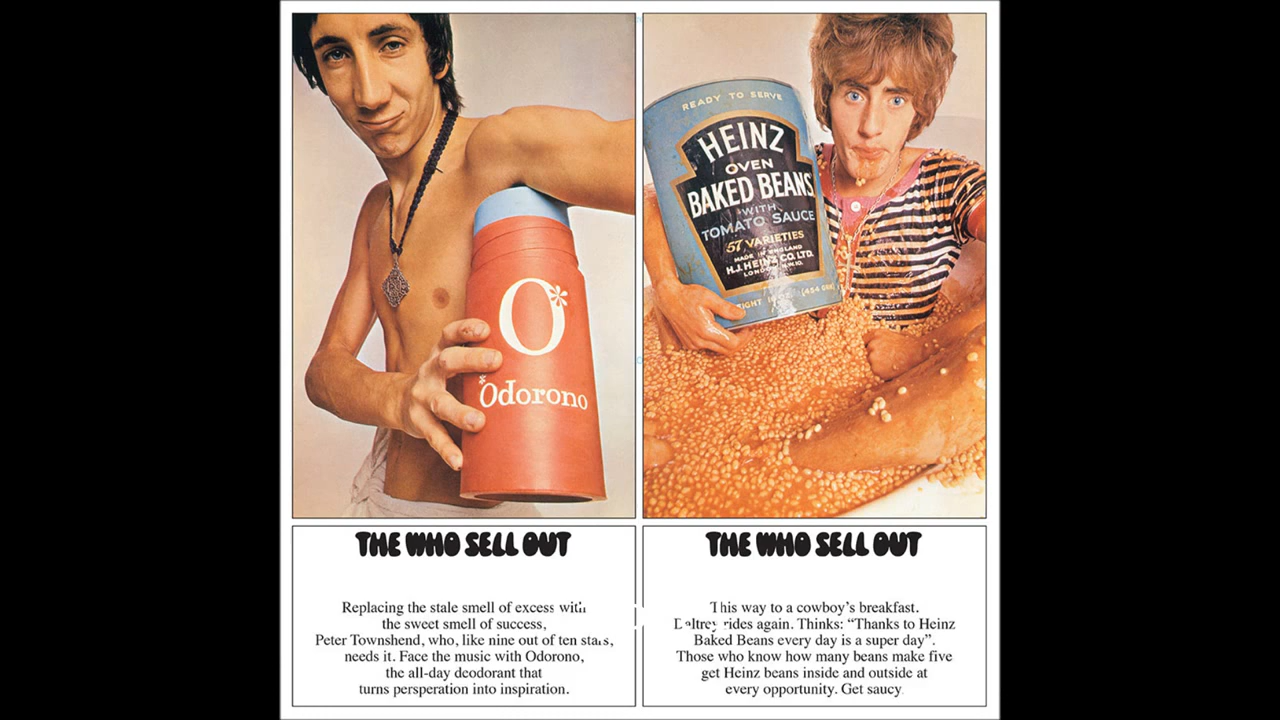 O*
*Odorono
READY TO SERVE
HEINZ
OVEN
BAKED BEANS
WITH
TOMATO SAUCE
57 VARIETIES
MADE IN ENGLAND
H.J. HEINZ CO. LTD.
LONDON N.W.10.
THE WHO SELL OUT
Replacing the stale smell of excess with
the sweet smell of success,
Peter Townshend, who, like nine out of ten stars,
needs it. Face the music with Odorono,
the all-day deodorant that
turns persperation into inspiration.
THE WHO SELL OUT
This way to a cowboy’s breakfast.
Daltrey rides again. Thinks: “Thanks to Heinz
Baked Beans every day is a super day”.
Those who know how many beans make five
get Heinz beans inside and outside at
every opportunity. Get saucy